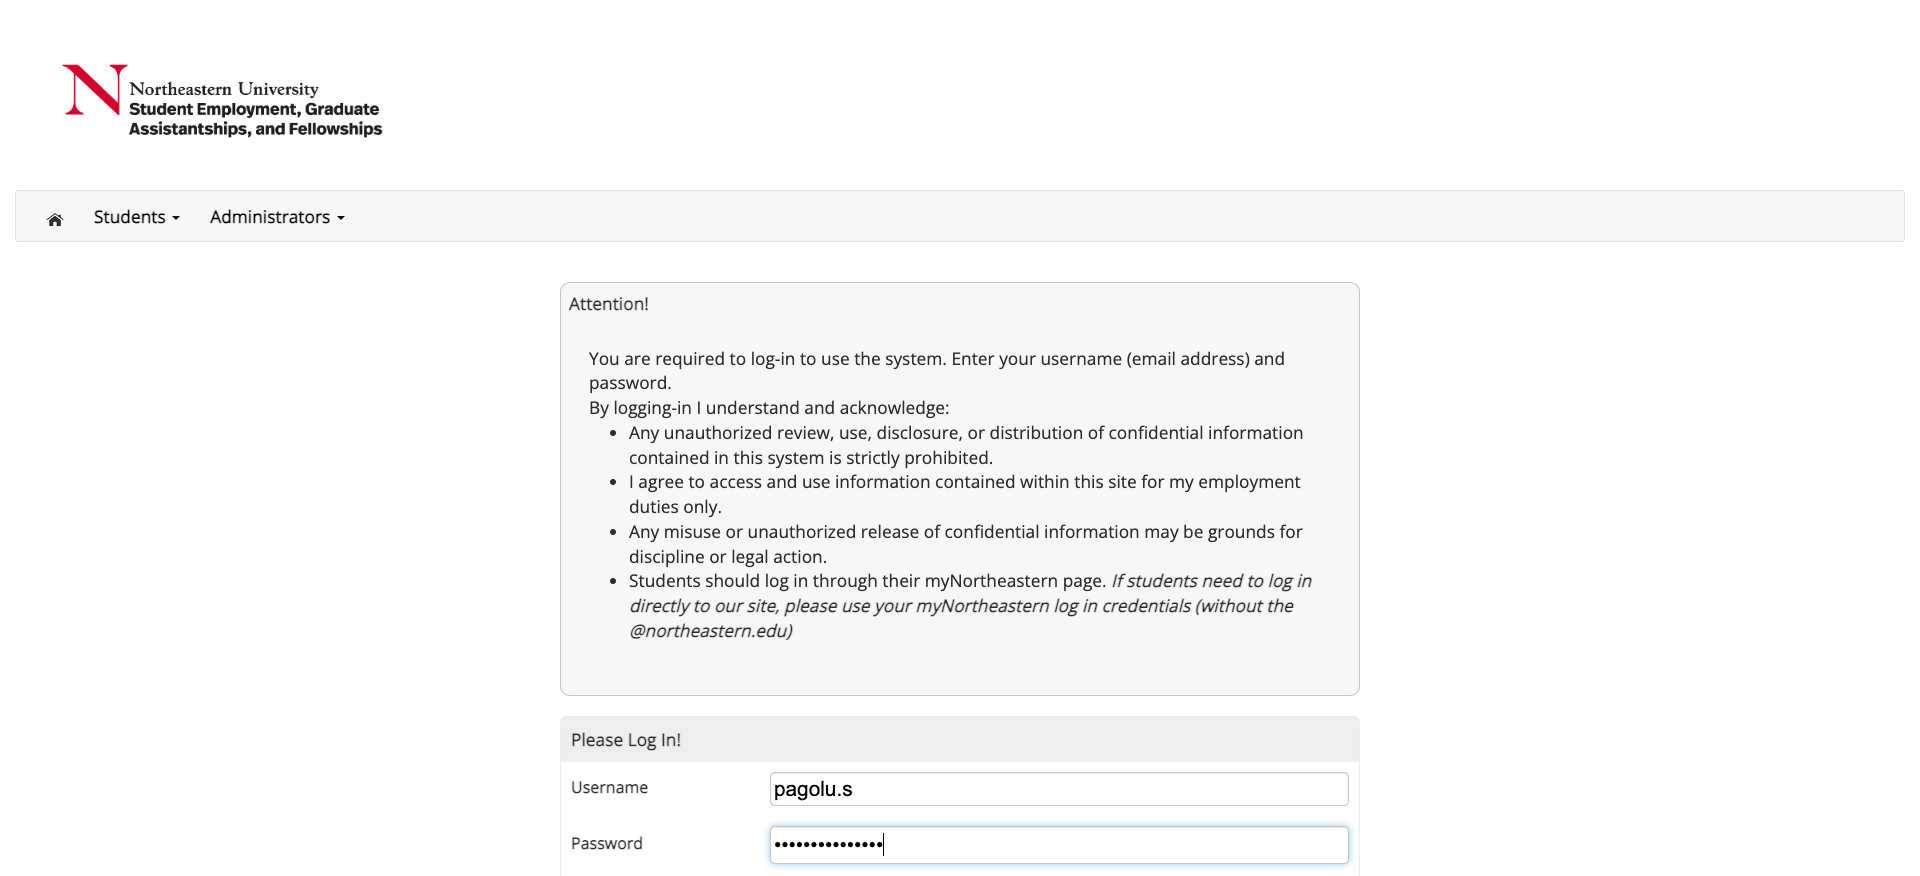 Northeastern University
Student Employment, Graduate
Assistantships, and Fellowships
Students
Administrators
Attention!
You are required to log-in to use the system. Enter your username (email address) and
password.
By logging-in I understand and acknowledge:
• Any unauthorized review, use, disclosure, or distribution of confidential information
contained in this system is strictly prohibited.
• I agree to access and use information contained within this site for my employment
duties only.
• Any misuse or unauthorized release of confidential information may be grounds for
discipline or legal action.
• Students should log in through their myNortheastern page. If students need to log in
directly to our site, please use your myNortheastern log in credentials (without the
@northeastern.edu)
Please Log In!
Username
pagolu.s
Password
•••••••••••••••